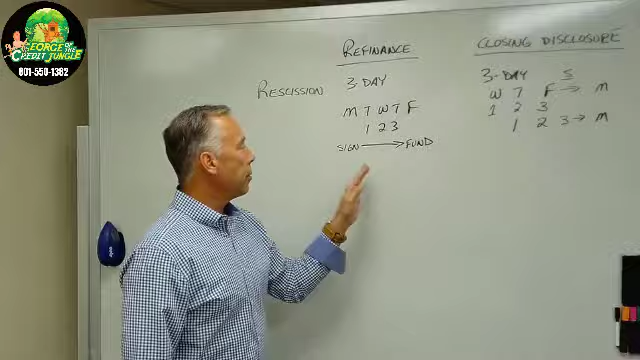 GEORGE
OF THE
CREDIT JUNGLE
801-550-1382
REFINANCE
RESCISSION 3-DAY
M T W T F
1 2 3
SIGN → FUND
CLOSING DISCLOSURE
3-DAY S
W T F → M
1 2 3
1 2 3 → M